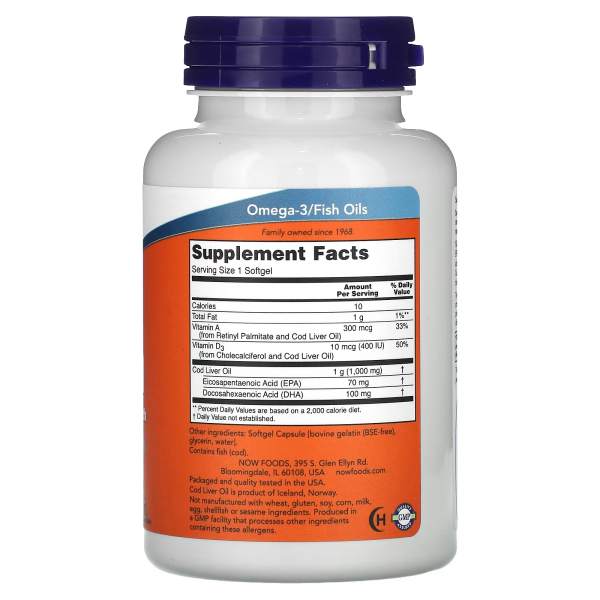 Omega-3/Fish Oils
Family owned since 1968.
Supplement Facts
Serving Size 1 Softgel
Amount Per Serving % Daily Value
Calories 10
Total Fat 1 g 1%**
Vitamin A 300 mcg 33%
(from Retinyl Palmitate and Cod Liver Oil)
Vitamin D3 10 mcg (400 IU) 50%
(from Cholecalciferol and Cod Liver Oil)
Cod Liver Oil 1 g (1,000 mg) †
Eicosapentaenoic Acid (EPA) 70 mg †
Docosahexaenoic Acid (DHA) 100 mg †
** Percent Daily Values are based on a 2,000 calorie diet.
† Daily Value not established.
Other ingredients: Softgel Capsule [bovine gelatin (BSE-free),
glycerin, water].
Contains fish (cod).
NOW FOODS, 395 S. Glen Ellyn Rd.
Bloomingdale, IL 60108, USA nowfoods.com
Packaged and quality tested in the USA.
Cod Liver Oil is product of Iceland, Norway.
Not manufactured with wheat, gluten, soy, corn, milk,
egg, shellfish or sesame ingredients. Produced in
a GMP facility that processes other ingredients
containing these allergens.
H
GMP